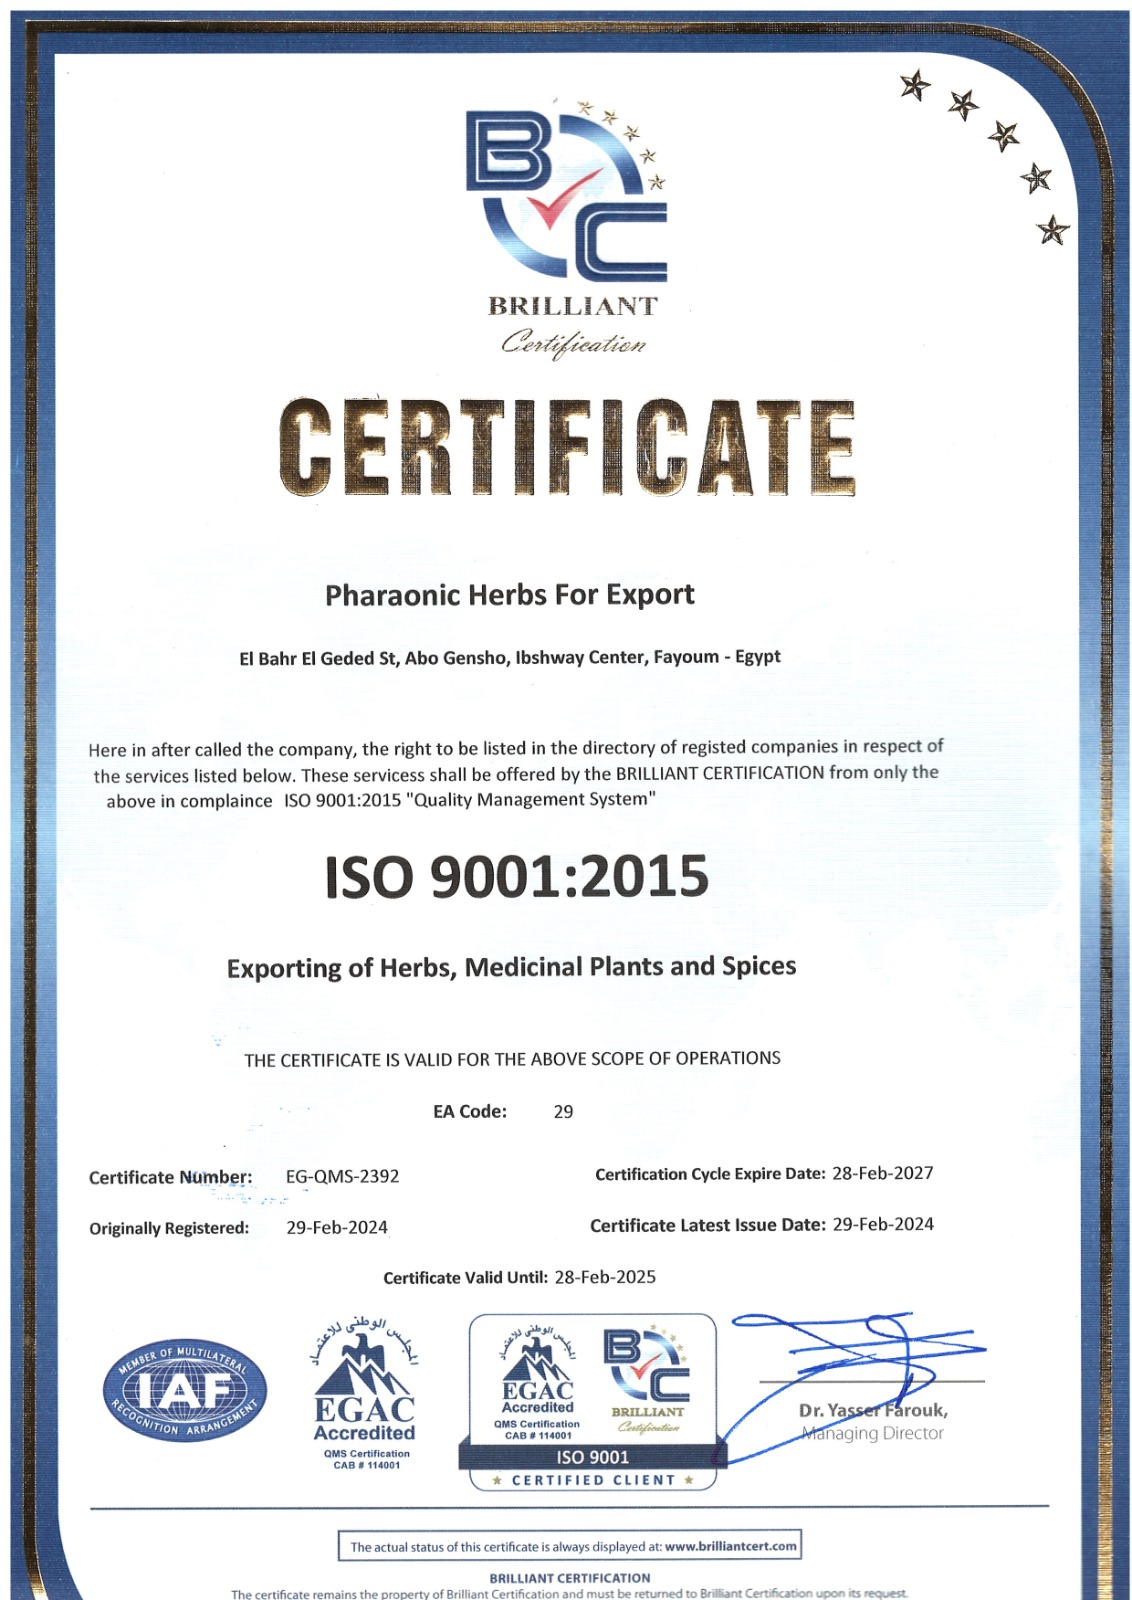 BC
BRILLIANT
Certification
CERTIFICATE
Pharaonic Herbs For Export
El Bahr El Geded St, Abo Gensho, Ibshway Center, Fayoum - Egypt
Here in after called the company, the right to be listed in the directory of registed companies in respect of
the services listed below. These servicess shall be offered by the BRILLIANT CERTIFICATION from only the
above in complaince ISO 9001:2015 "Quality Management System"
ISO 9001:2015
Exporting of Herbs, Medicinal Plants and Spices
THE CERTIFICATE IS VALID FOR THE ABOVE SCOPE OF OPERATIONS
EA Code: 29
Certificate Number: EG-QMS-2392 Certification Cycle Expire Date: 28-Feb-2027
Originally Registered: 29-Feb-2024 Certificate Latest Issue Date: 29-Feb-2024
Certificate Valid Until: 28-Feb-2025
MEMBER OF MULTILATERAL
IAF
RECOGNITION ARRANGEMENT
المجلس الوطني للاعتماد
EGAC
Accredited
QMS Certification
CAB # 114001
المجلس الوطني للاعتماد
EGAC
Accredited
QMS Certification
CAB # 114001
BC
BRILLIANT
Certification
ISO 9001
CERTIFIED CLIENT
Dr. Yasser Farouk,
Managing Director
The actual status of this certificate is always displayed at: www.brilliantcert.com
BRILLIANT CERTIFICATION
The certificate remains the property of Brilliant Certification and must be returned to Brilliant Certification upon its request.